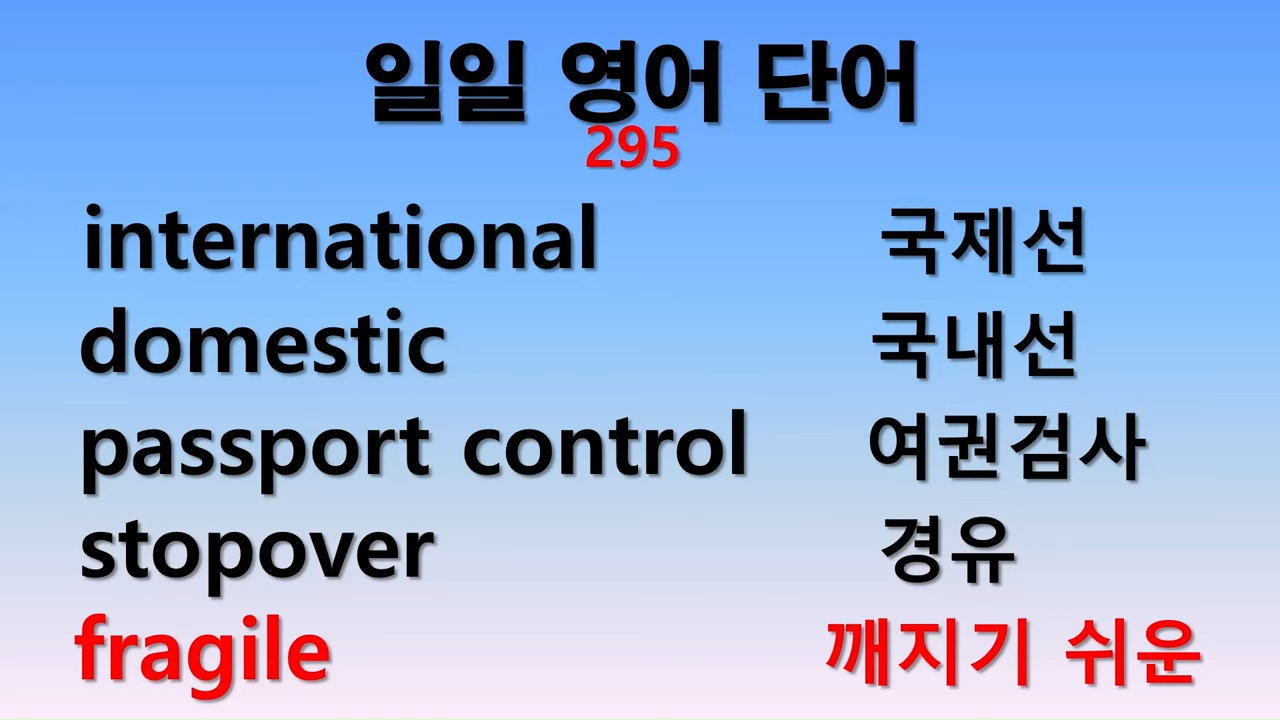 일일 영어 단어
295
international 국제선
domestic 국내선
passport control 여권검사
stopover 경유
fragile 깨지기 쉬운